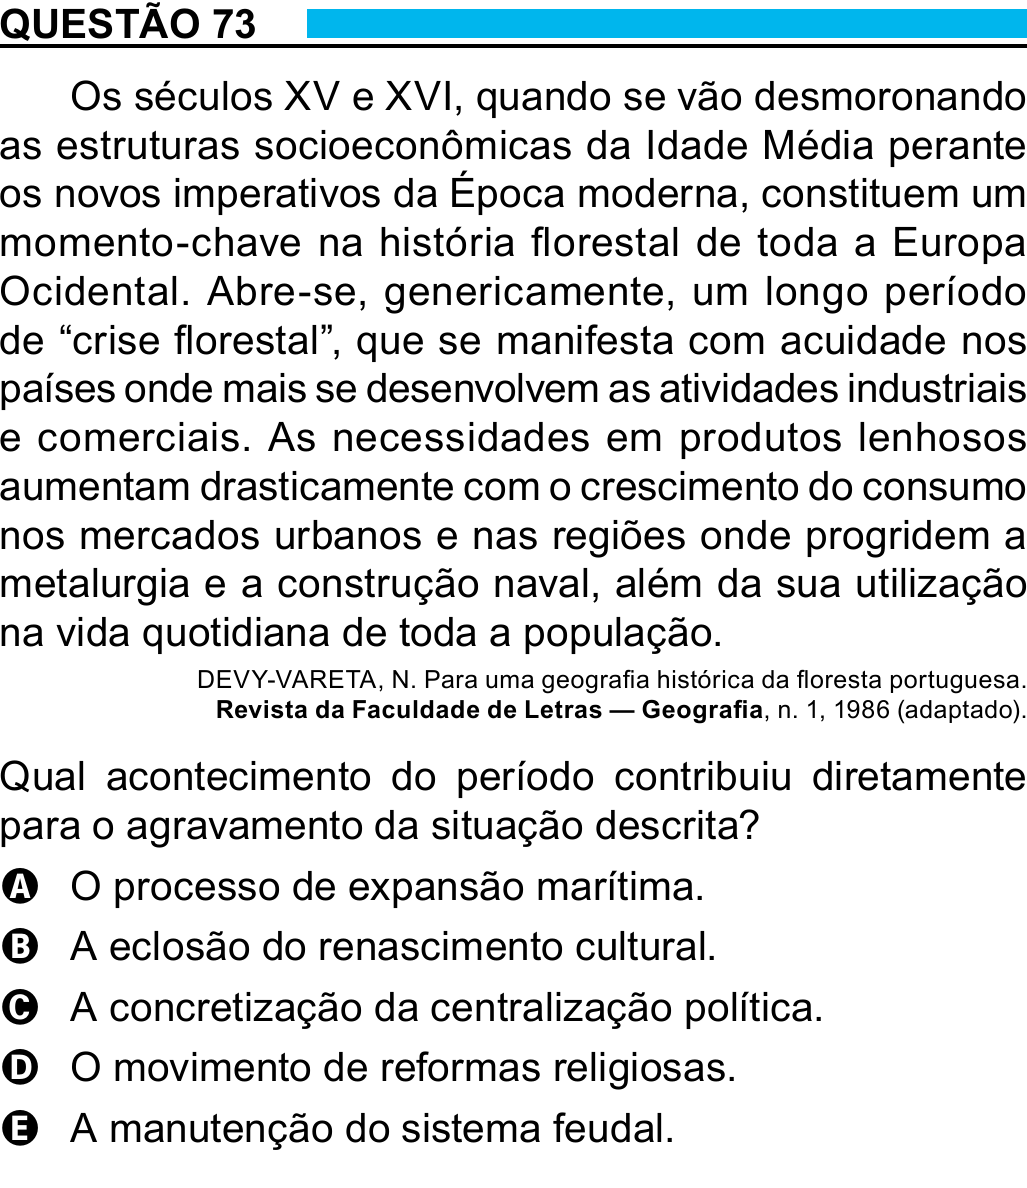 QUESTÃO 73
Os séculos XV e XVI, quando se vão desmoronando
as estruturas socioeconômicas da Idade Média perante
os novos imperativos da Época moderna, constituem um
momento-chave na história florestal de toda a Europa
Ocidental. Abre-se, genericamente, um longo período
de “crise florestal”, que se manifesta com acuidade nos
países onde mais se desenvolvem as atividades industriais
e comerciais. As necessidades em produtos lenhosos
aumentam drasticamente com o crescimento do consumo
nos mercados urbanos e nas regiões onde progridem a
metalurgia e a construção naval, além da sua utilização
na vida quotidiana de toda a população.
DEVY-VARETA, N. Para uma geografia histórica da floresta portuguesa.
Revista da Faculdade de Letras — Geografia, n. 1, 1986 (adaptado).
Qual acontecimento do período contribuiu diretamente
para o agravamento da situação descrita?
A O processo de expansão marítima.
B A eclosão do renascimento cultural.
C A concretização da centralização política.
D O movimento de reformas religiosas.
E A manutenção do sistema feudal.